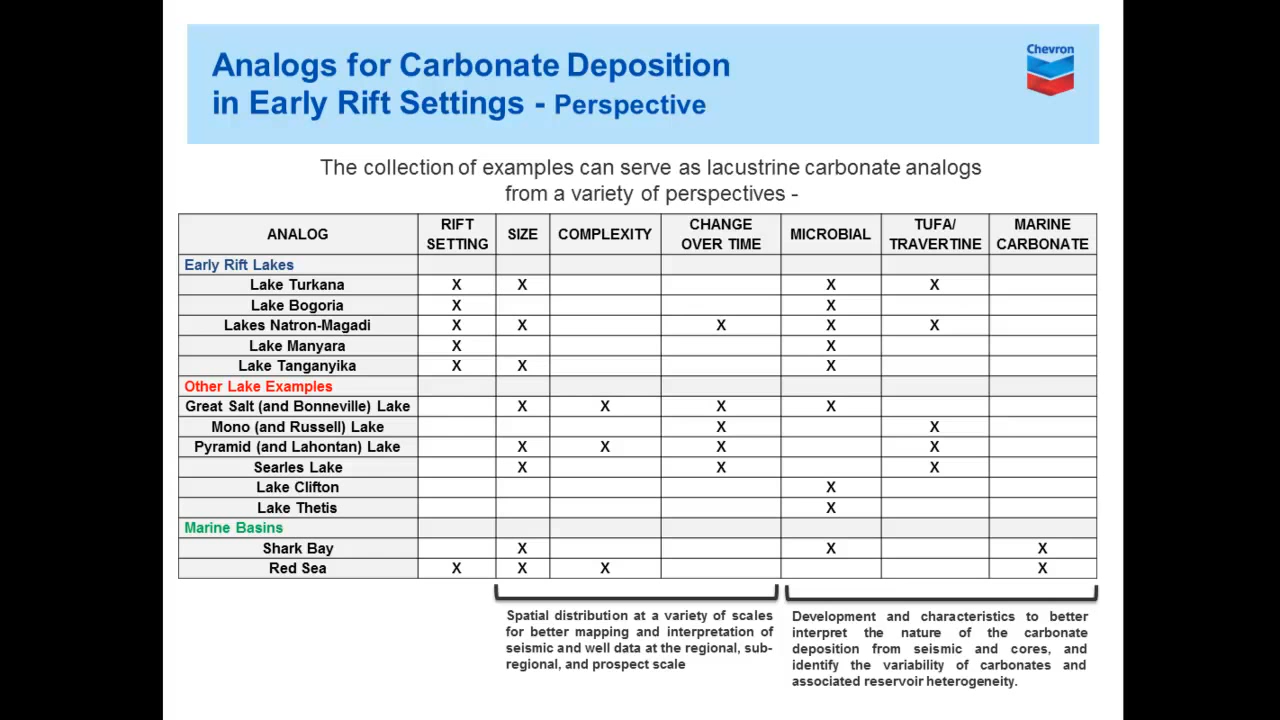 Analogs for Carbonate Deposition
in Early Rift Settings - Perspective
Chevron
The collection of examples can serve as lacustrine carbonate analogs
from a variety of perspectives -
ANALOG RIFT SETTING SIZE COMPLEXITY CHANGE OVER TIME MICROBIAL TUFA/ TRAVERTINE MARINE CARBONATE
Early Rift Lakes
Lake Turkana X X X X
Lake Bogoria X X
Lakes Natron-Magadi X X X X X
Lake Manyara X X
Lake Tanganyika X X X
Other Lake Examples
Great Salt (and Bonneville) Lake X X X X
Mono (and Russell) Lake X X
Pyramid (and Lahontan) Lake X X X X
Searles Lake X X X
Lake Clifton X
Lake Thetis X
Marine Basins
Shark Bay X X X
Red Sea X X X X
Spatial distribution at a variety of scales
for better mapping and interpretation of
seismic and well data at the regional, sub-
regional, and prospect scale
Development and characteristics to better
interpret the nature of the carbonate
deposition from seismic and cores, and
identify the variability of carbonates and
associated reservoir heterogeneity.